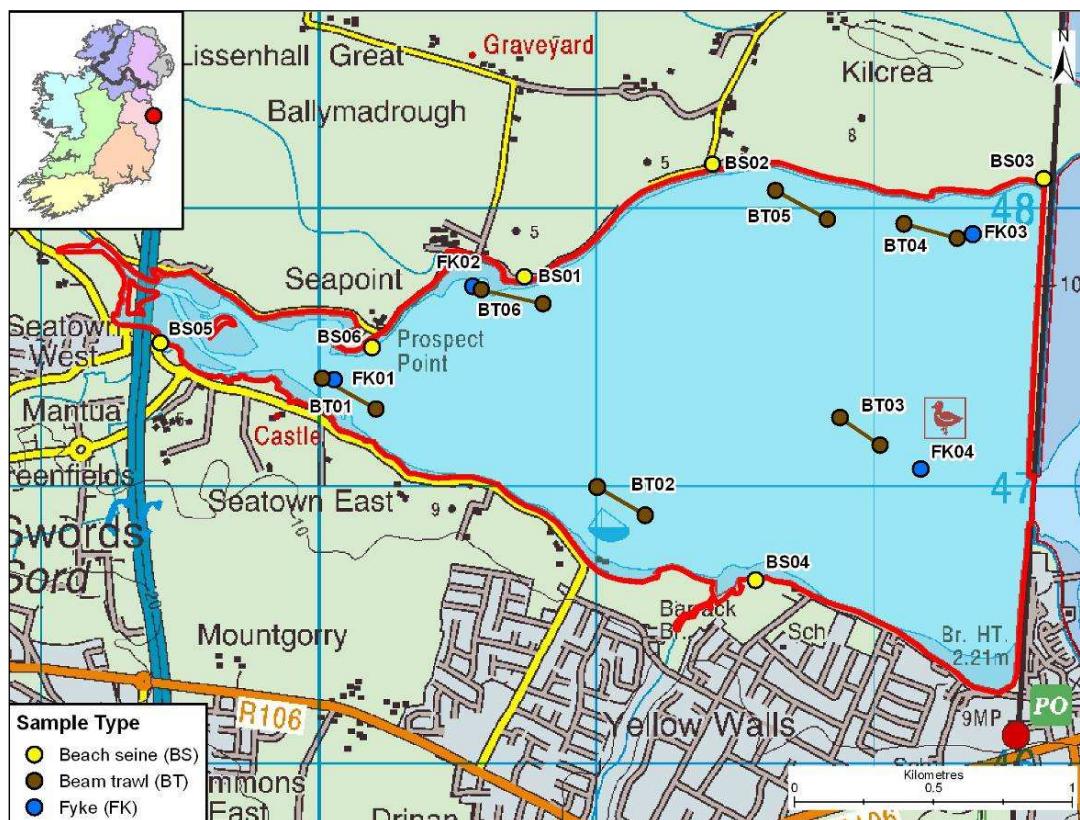 Lissenhall Great
Graveyard
Kilcrea
N
Ballymadrough
8
5
BS02
BS03
5
BT05
48
BT04
FK03
FK02
BS01
Seapoint
BT06
10
BS05
Seatown
West
BS06
Prospect
Point
FK01
BT01
Mantua
5
Castle
BT03
FK04
reenfields
Seatown East
9
BT02
47
10
Swords
Sord
20
BS04
Barrack
Br.
Sch
Mountgorry
Br. HT.
2.21m
R106
Yellow Walls
9MP
PO
Sample Type
Beach seine (BS)
Beam trawl (BT)
Fyke (FK)
mmons
East
Drinan
Kilometres
0 0.5 1